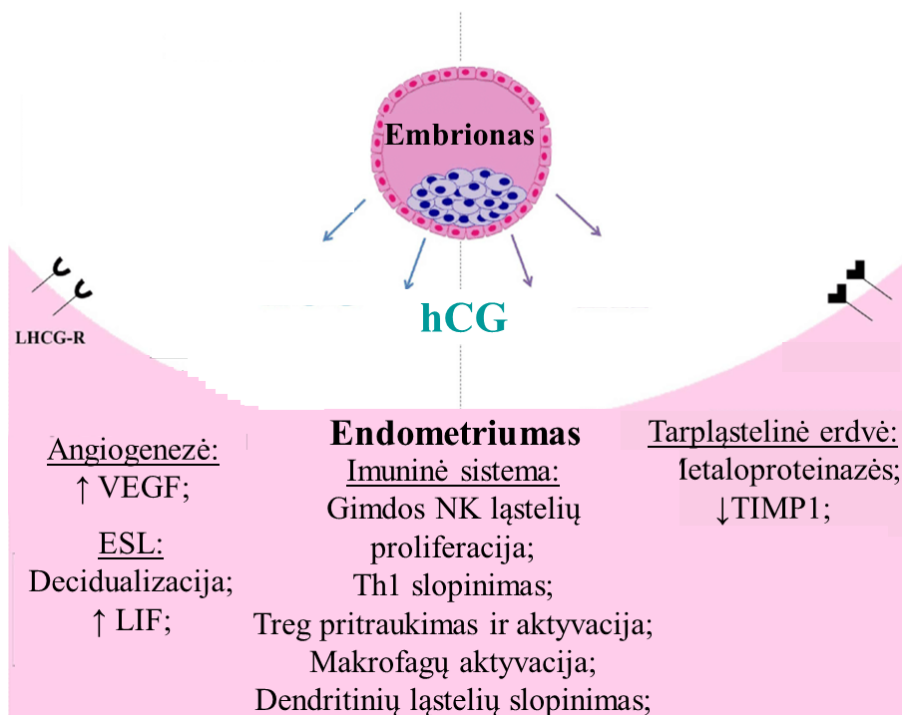 Embrionas
hCG
LHCG-R
Angiogenezė:
↑ VEGF;
ESL:
Decidualizacija;
↑ LIF;
Endometriumas
Imuninė sistema:
Gimdos NK ląstelių
proliferacija;
Th1 slopinimas;
Treg pritraukimas ir aktyvacija;
Makrofagų aktyvacija;
Dendritinių ląstelių slopinimas;
Tarpląstelinė erdvė:
Metaloproteinazės;
↓TIMP1;